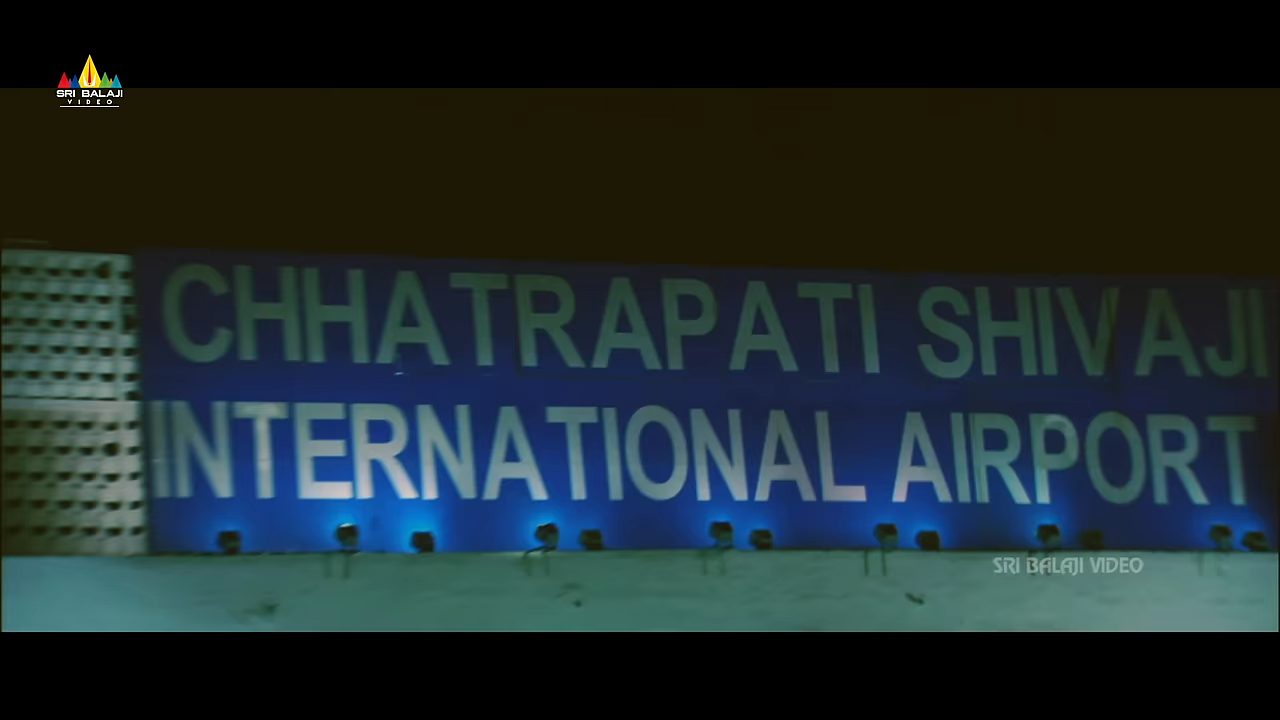 SRI BALAJI
VIDEO
CHHATRAPATI SHIVAJI
INTERNATIONAL AIRPORT
SRI BALAJI VIDEO